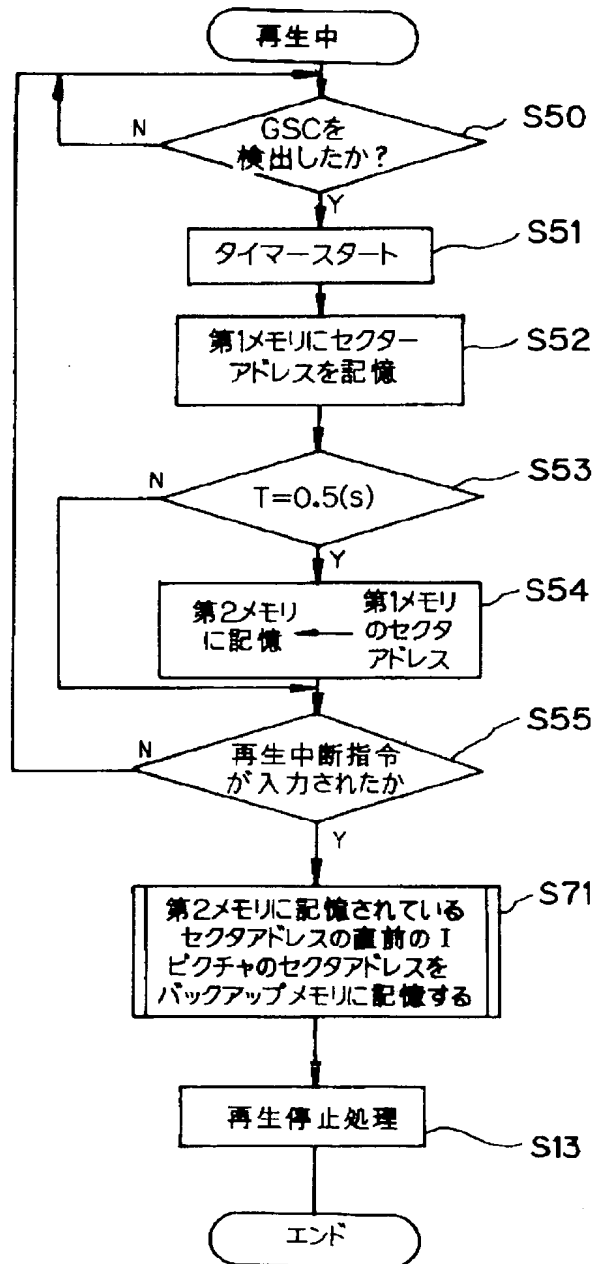 再生中
GSCを
検出したか？
N
S50
Y
タイマースタート
S51
第1メモリにセクター
アドレスを記憶
S52
N
T=0.5(s)
S53
Y
第2メモリ
に記憶
第1メモリ
のセクタ
アドレス
S54
N
再生中断指令
が入力されたか
S55
Y
第2メモリに記憶されている
セクタアドレスの直前のI
ピクチャのセクタアドレスを
バックアップメモリに記憶する
S71
再生停止処理
S13
エンド